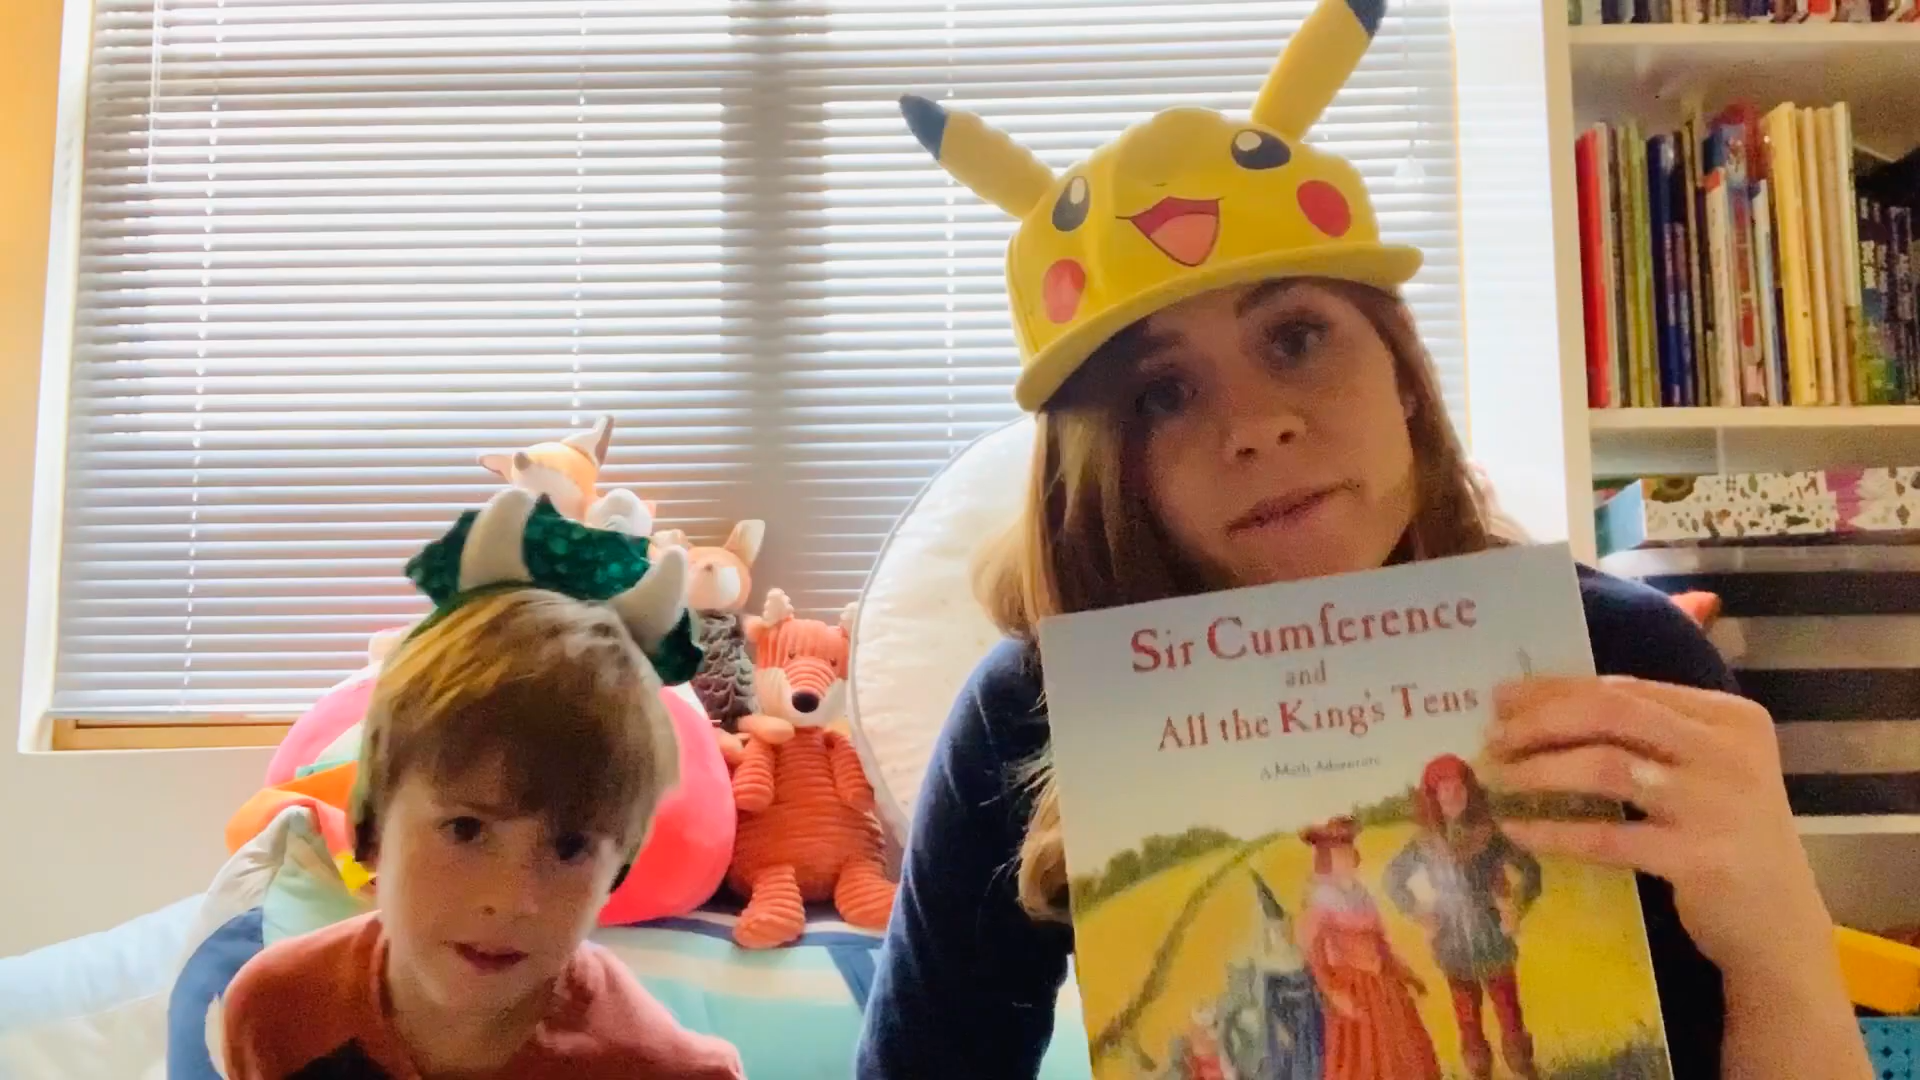 Sir Cumference
and
All the King's Tens
A Math Adventure